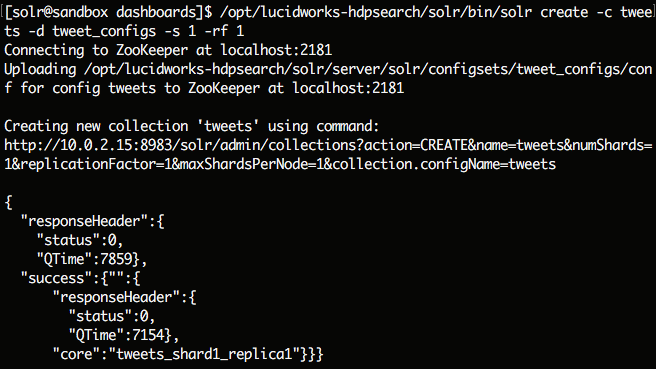 [solr@sandbox dashboards]$ /opt/lucidworks-hdpsearch/solr/bin/solr create -c twee
ts -d tweet_configs -s 1 -rf 1
Connecting to ZooKeeper at localhost:2181
Uploading /opt/lucidworks-hdpsearch/solr/server/solr/configsets/tweet_configs/con
f for config tweets to ZooKeeper at localhost:2181
Creating new collection 'tweets' using command:
http://10.0.2.15:8983/solr/admin/collections?action=CREATE&name=tweets&numShards=
1&replicationFactor=1&maxShardsPerNode=1&collection.configName=tweets
{
  "responseHeader":{
    "status":0,
    "QTime":7859},
  "success":{"":{
      "responseHeader":{
        "status":0,
        "QTime":7154},
      "core":"tweets_shard1_replica1"}}}